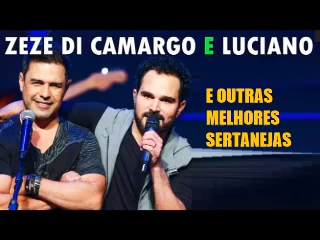 ZEZE DI CAMARGO E LUCIANO
E OUTRAS
MELHORES
SERTANEJAS